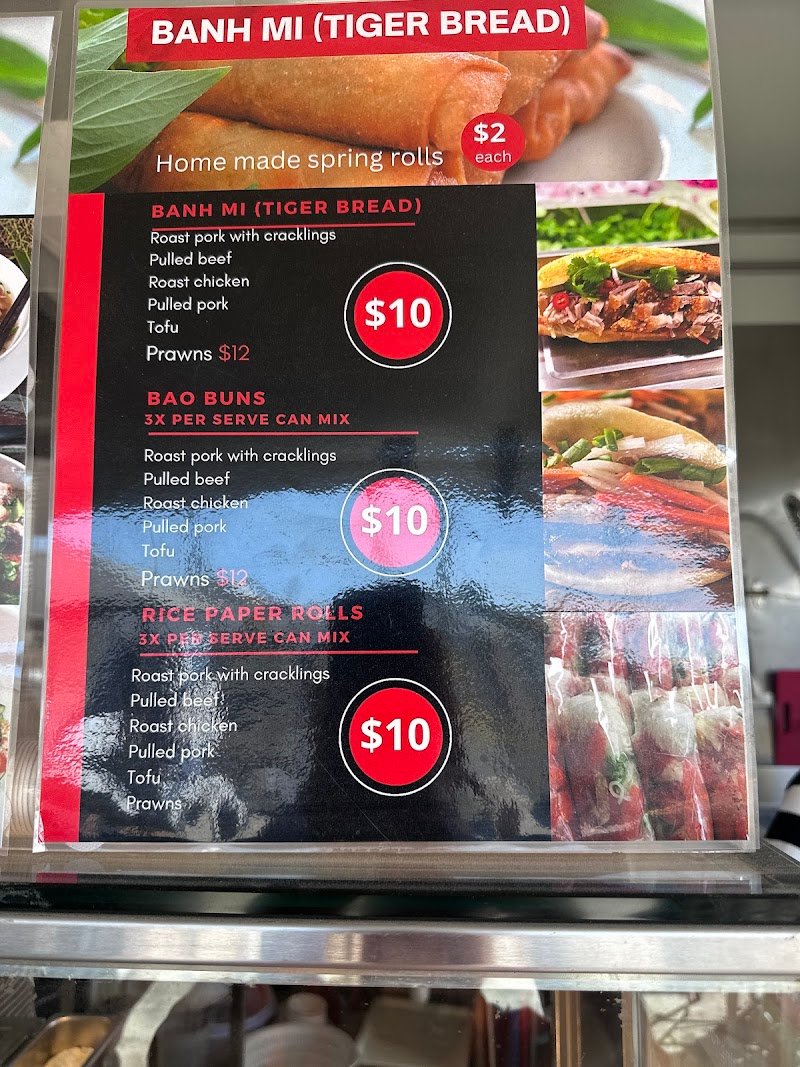 BANH MI (TIGER BREAD)
Home made spring rolls
$2
each
BANH MI (TIGER BREAD)
Roast pork with cracklings
Pulled beef
Roast chicken
Pulled pork
Tofu
Prawns $12
$10
BAO BUNS
3X PER SERVE CAN MIX
Roast pork with cracklings
Pulled beef
Roast chicken
Pulled pork
Tofu
Prawns $12
$10
RICE PAPER ROLLS
3X PER SERVE CAN MIX
Roast pork with cracklings
Pulled beef
Roast chicken
Pulled pork
Tofu
Prawns
$10